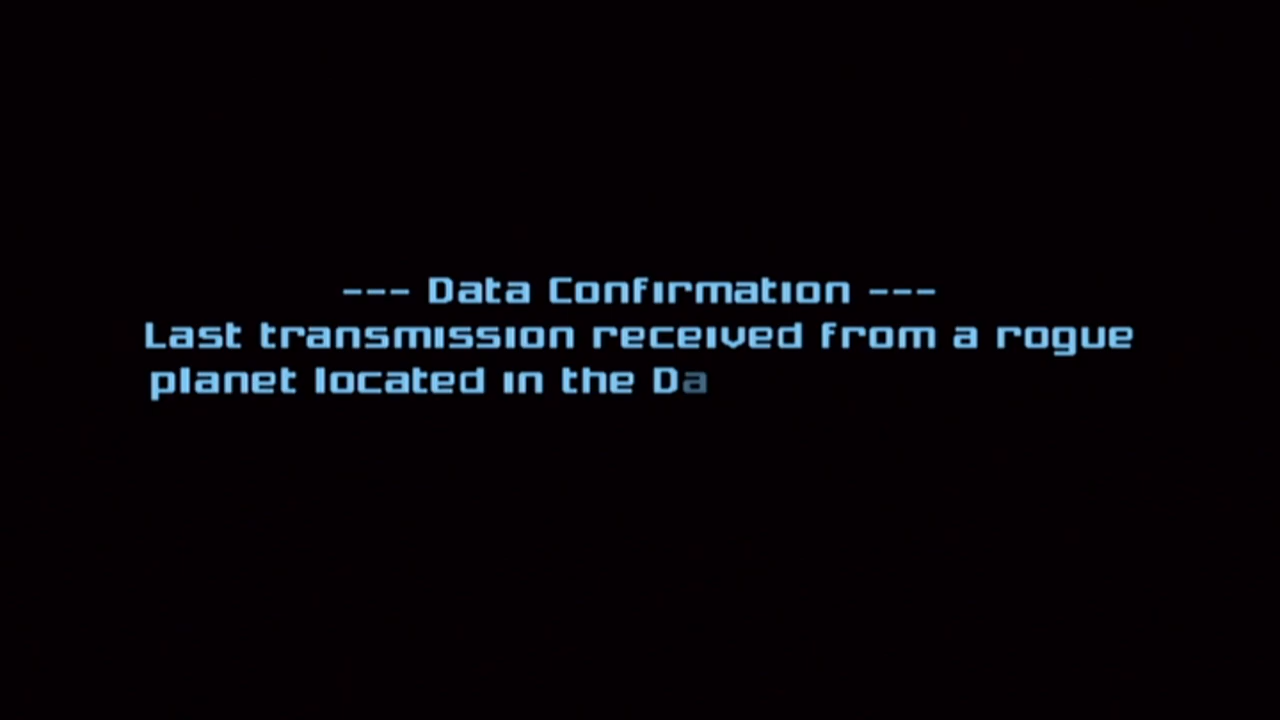 --- Data Confirmation ---
Last transmission received from a rogue
planet located in the Da